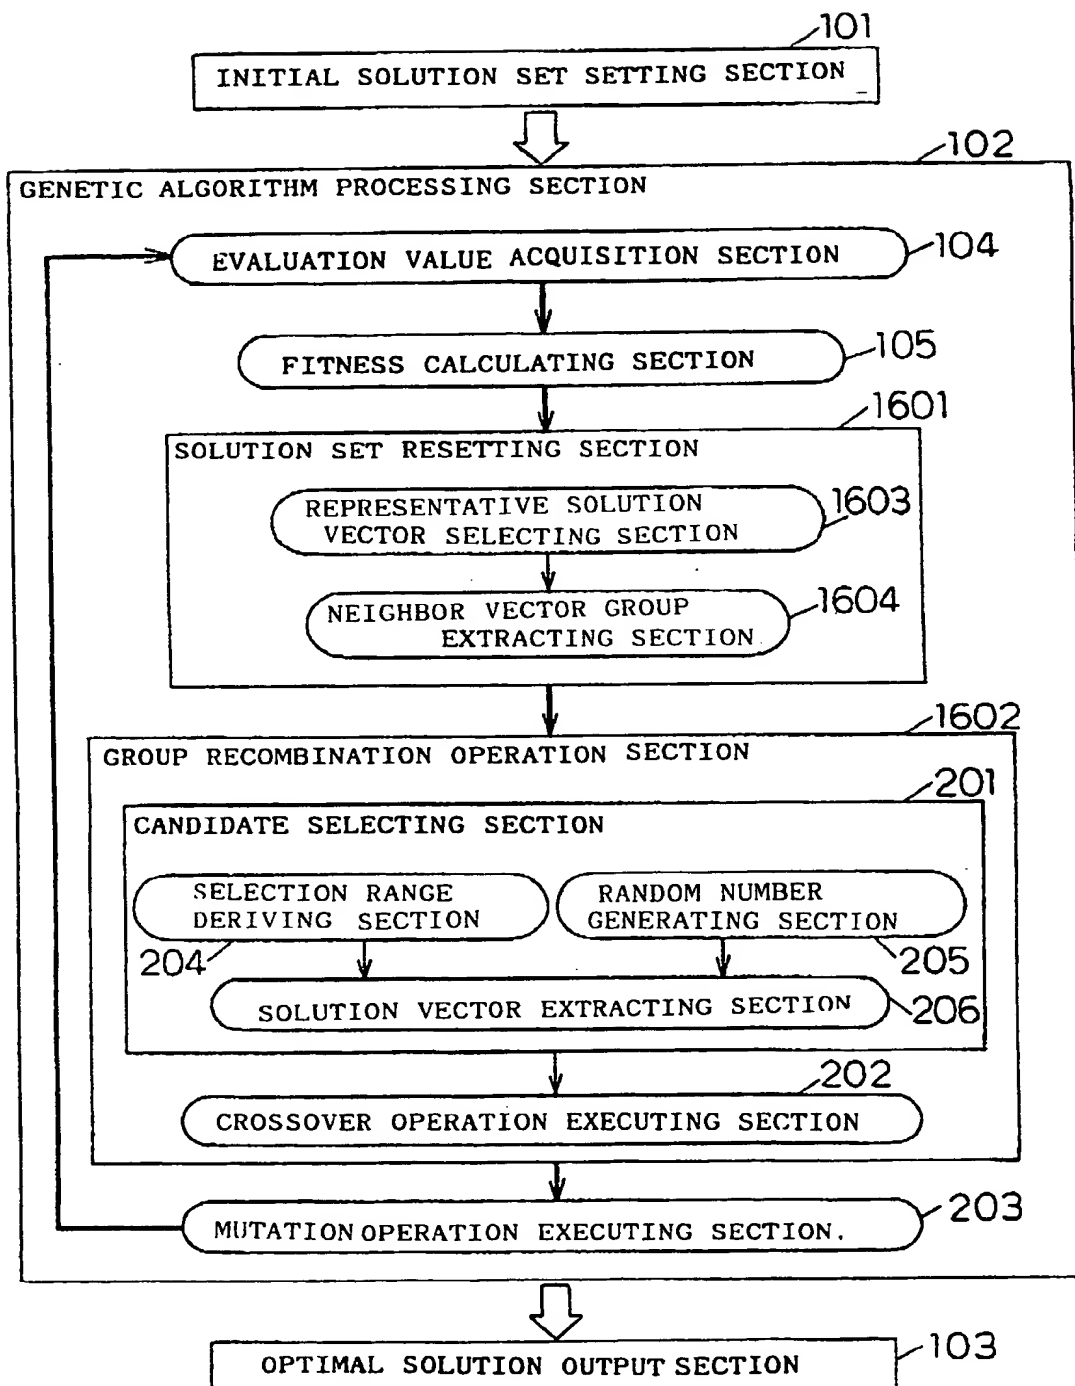 101
INITIAL SOLUTION SET SETTING SECTION
102
GENETIC ALGORITHM PROCESSING SECTION
EVALUATION VALUE ACQUISITION SECTION
104
FITNESS CALCULATING SECTION
105
1601
SOLUTION SET RESETTING SECTION
REPRESENTATIVE SOLUTION
VECTOR SELECTING SECTION
1603
NEIGHBOR VECTOR GROUP
EXTRACTING SECTION
1604
1602
GROUP RECOMBINATION OPERATION SECTION
201
CANDIDATE SELECTING SECTION
SELECTION RANGE
DERIVING SECTION
204
RANDOM NUMBER
GENERATING SECTION
205
SOLUTION VECTOR EXTRACTING SECTION
206
202
CROSSOVER OPERATION EXECUTING SECTION
MUTATION OPERATION EXECUTING SECTION.
203
OPTIMAL SOLUTION OUTPUT SECTION
103